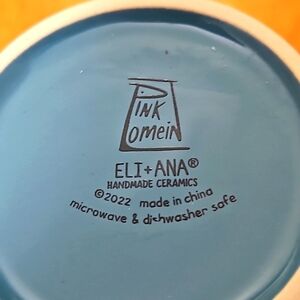 PINK
LOMEIN
ELI+ANA®
HANDMADE CERAMICS
©2022 made in china
microwave & dishwasher safe